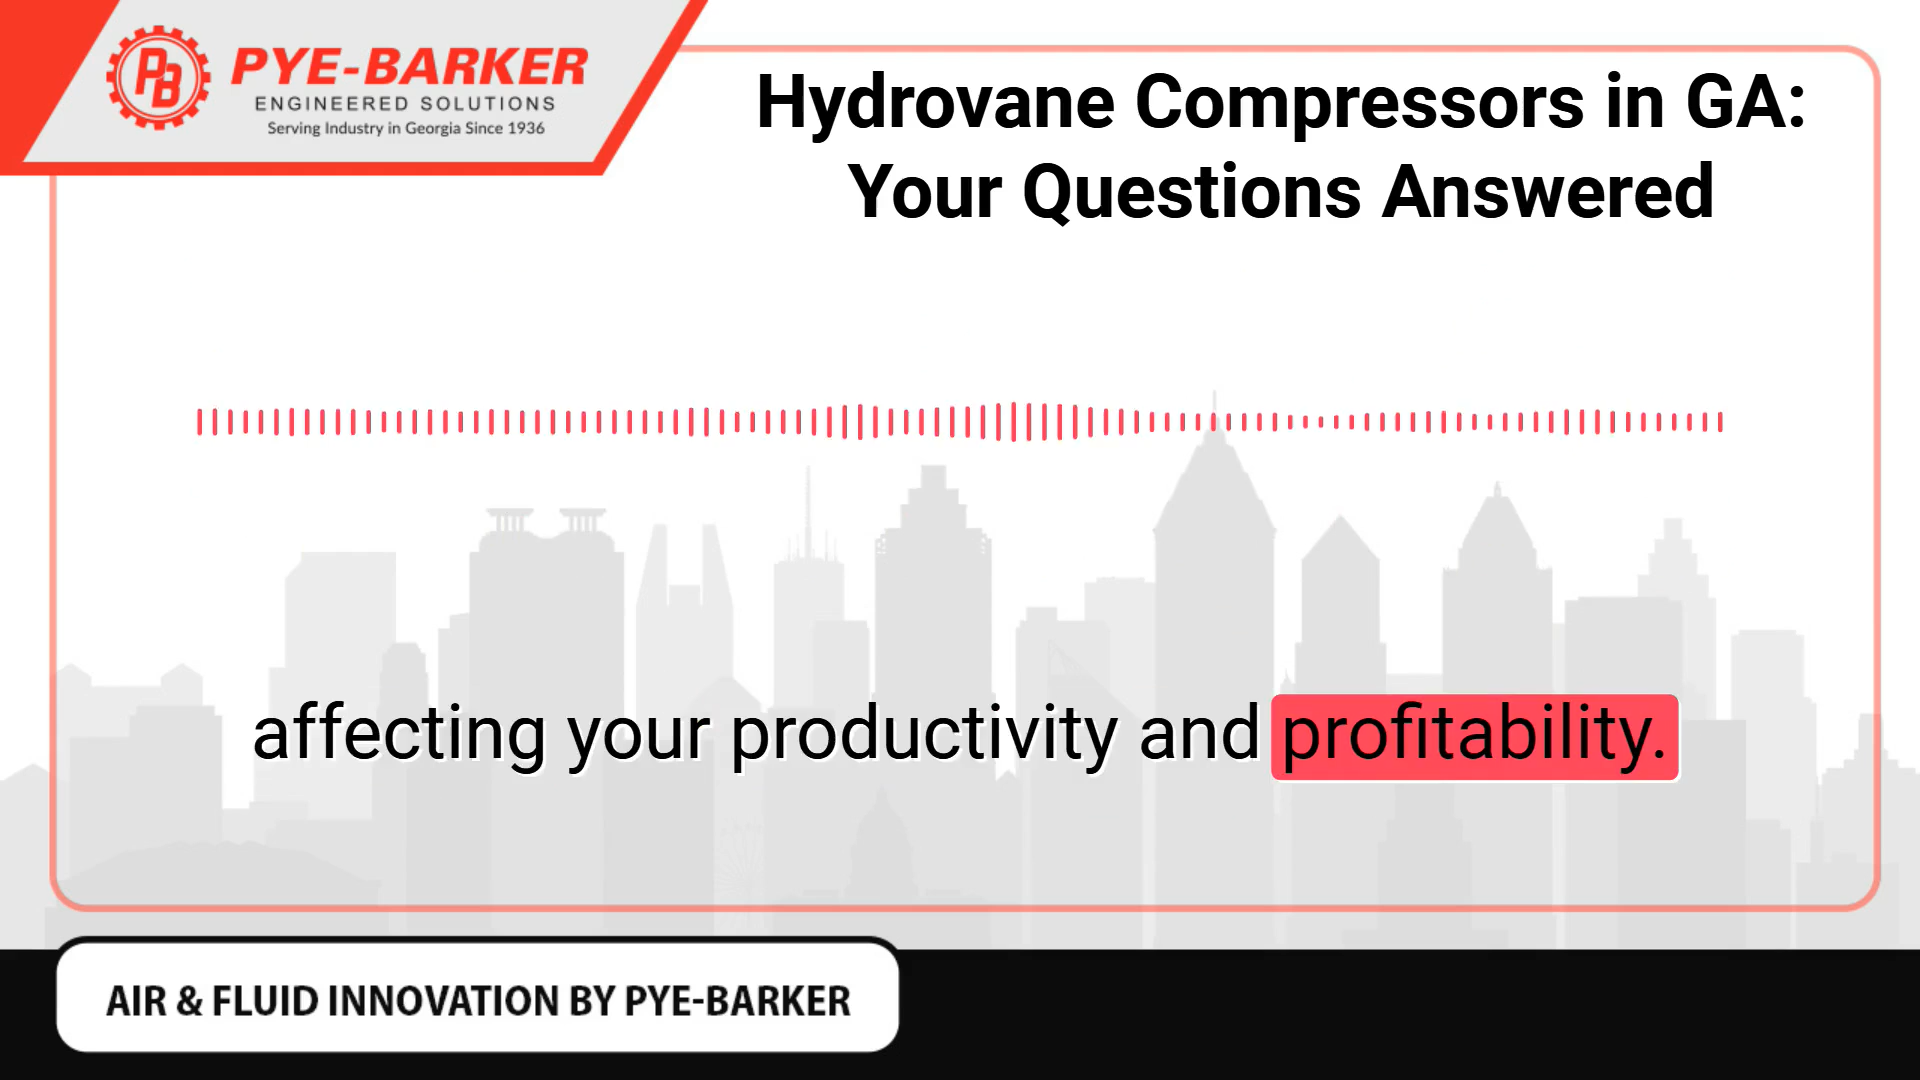 PB
PYE-BARKER
ENGINEERED SOLUTIONS
Serving Industry in Georgia Since 1936
Hydrovane Compressors in GA:
Your Questions Answered
affecting your productivity and profitability.
AIR & FLUID INNOVATION BY PYE-BARKER